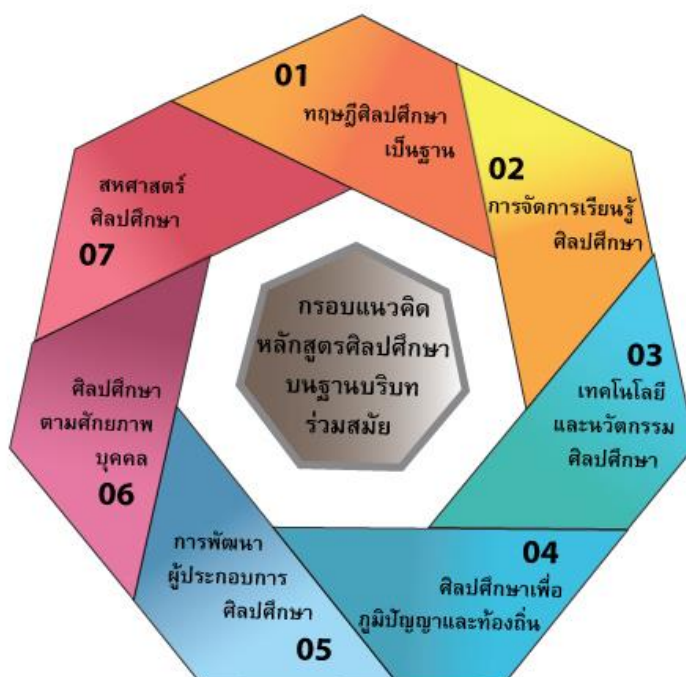 01
ทฤษฎีศิลปศึกษา
เป็นฐาน
02
การจัดการเรียนรู้
ศิลปศึกษา
03
เทคโนโลยี
และนวัตกรรม
ศิลปศึกษา
04
ศิลปศึกษาเพื่อ
ภูมิปัญญาและท้องถิ่น
การพัฒนา
ผู้ประกอบการ
ศิลปศึกษา
05
ศิลปศึกษา
ตามศักยภาพ
บุคคล
06
สหศาสตร์
ศิลปศึกษา
07
กรอบแนวคิด
หลักสูตรศิลปศึกษา
บนฐานบริบท
ร่วมสมัย